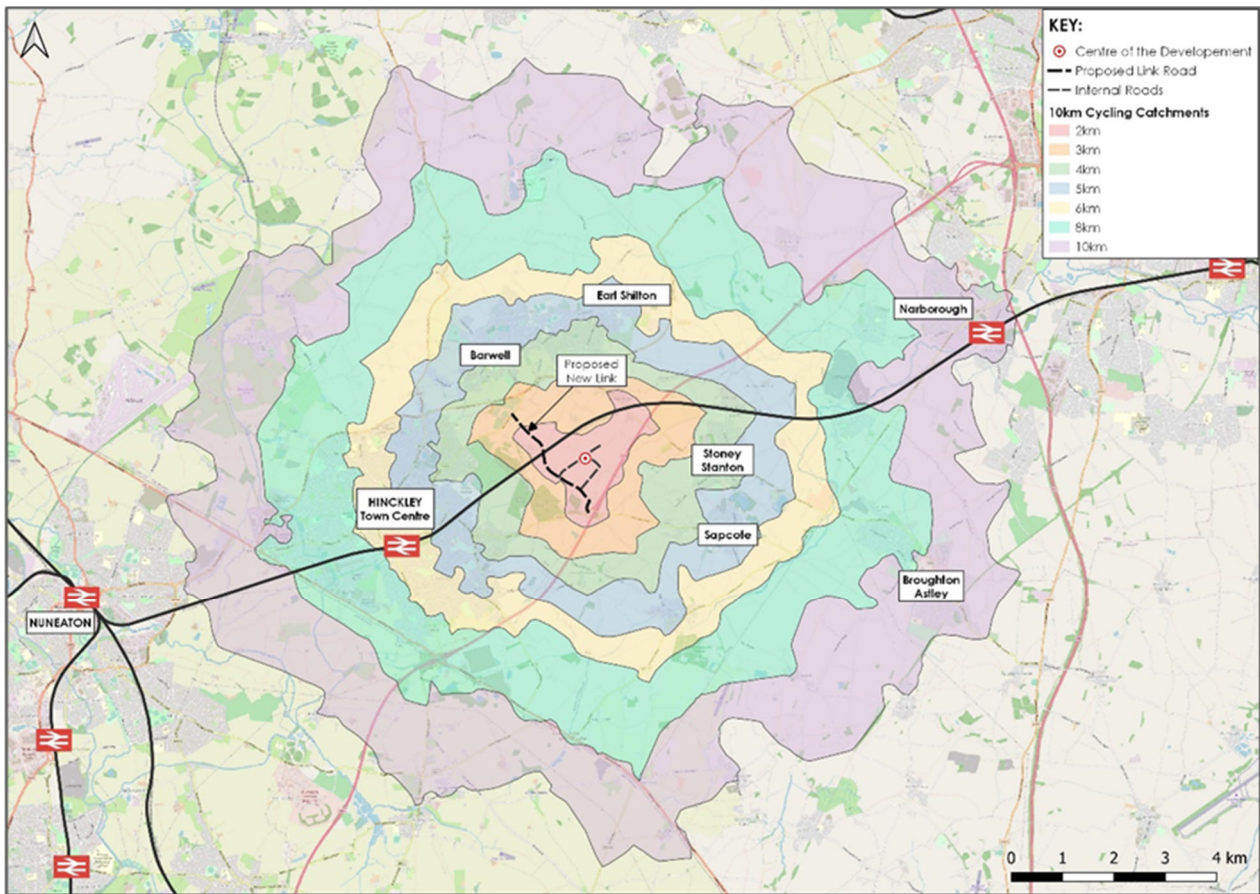 KEY:
Centre of the Developement
Proposed Link Road
Internal Roads
10km Cycling Catchments
2km
3km
4km
5km
6km
8km
10km
Earl Shilton
Narborough
Barwell
Proposed
New Link
Stoney
Stanton
HINCKLEY
Town Centre
Sapcote
Broughton
Astley
NUNEATON
0 1 2 3 4 km